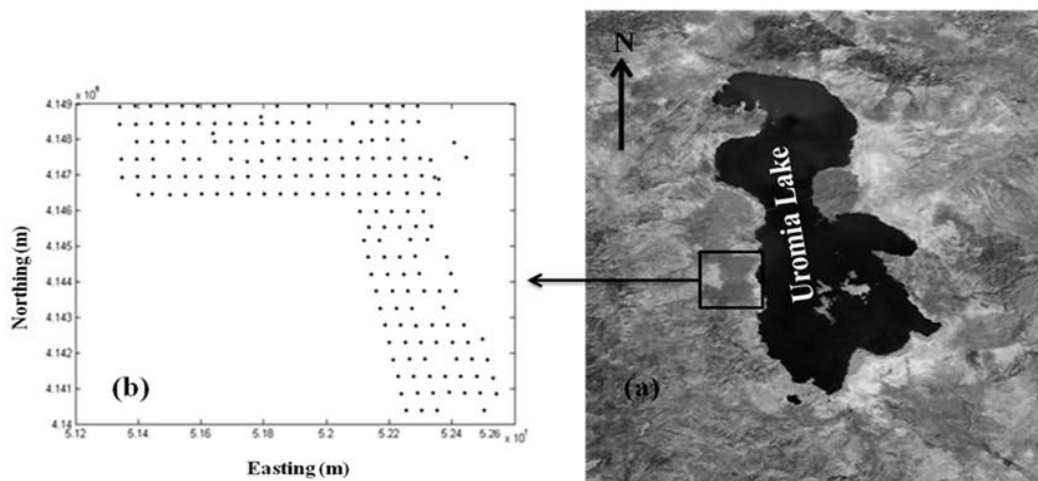 × 10⁶
4.149
4.148
4.147
4.146
4.145
4.144
4.143
4.142
4.141
4.14
5.12 5.14 5.16 5.18 5.2 5.22 5.24 5.26
Northing (m)
Easting (m)
(b)
N
Uromia Lake
(a)